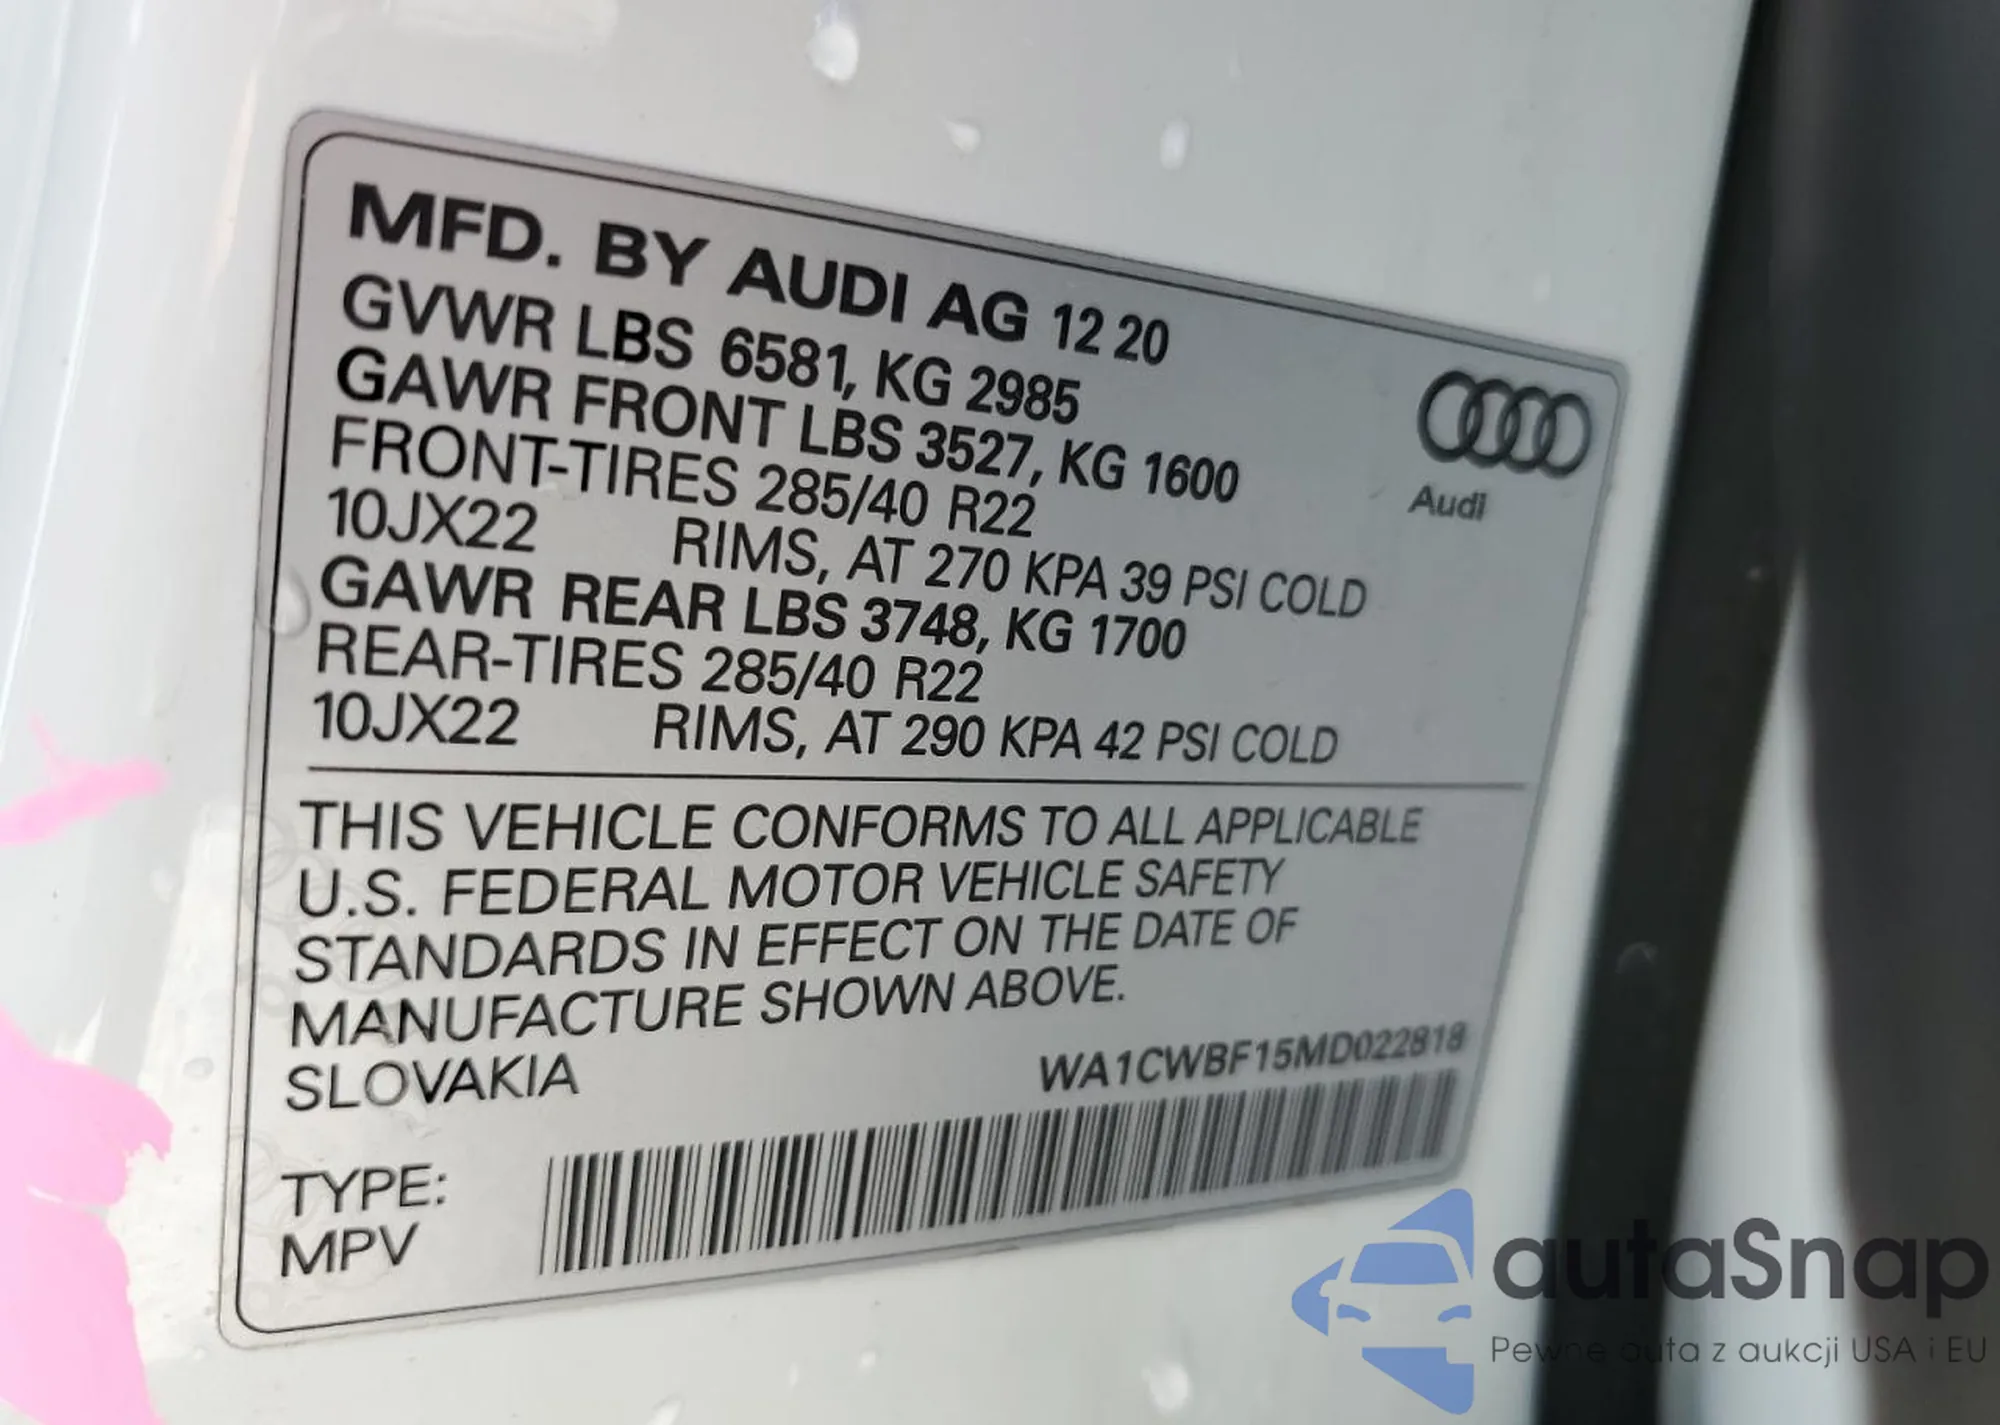 MFD. BY AUDI AG 12 20
GVWR LBS 6581, KG 2985
GAWR FRONT LBS 3527, KG 1600
FRONT-TIRES 285/40 R22
10JX22 RIMS, AT 270 KPA 39 PSI COLD
GAWR REAR LBS 3748, KG 1700
REAR-TIRES 285/40 R22
10JX22 RIMS, AT 290 KPA 42 PSI COLD
Audi
THIS VEHICLE CONFORMS TO ALL APPLICABLE
U.S. FEDERAL MOTOR VEHICLE SAFETY
STANDARDS IN EFFECT ON THE DATE OF
MANUFACTURE SHOWN ABOVE.
SLOVAKIA
WA1CWBF15MD022818
TYPE:
MPV
autaSnap
Pewne auta z aukcji USA i EU